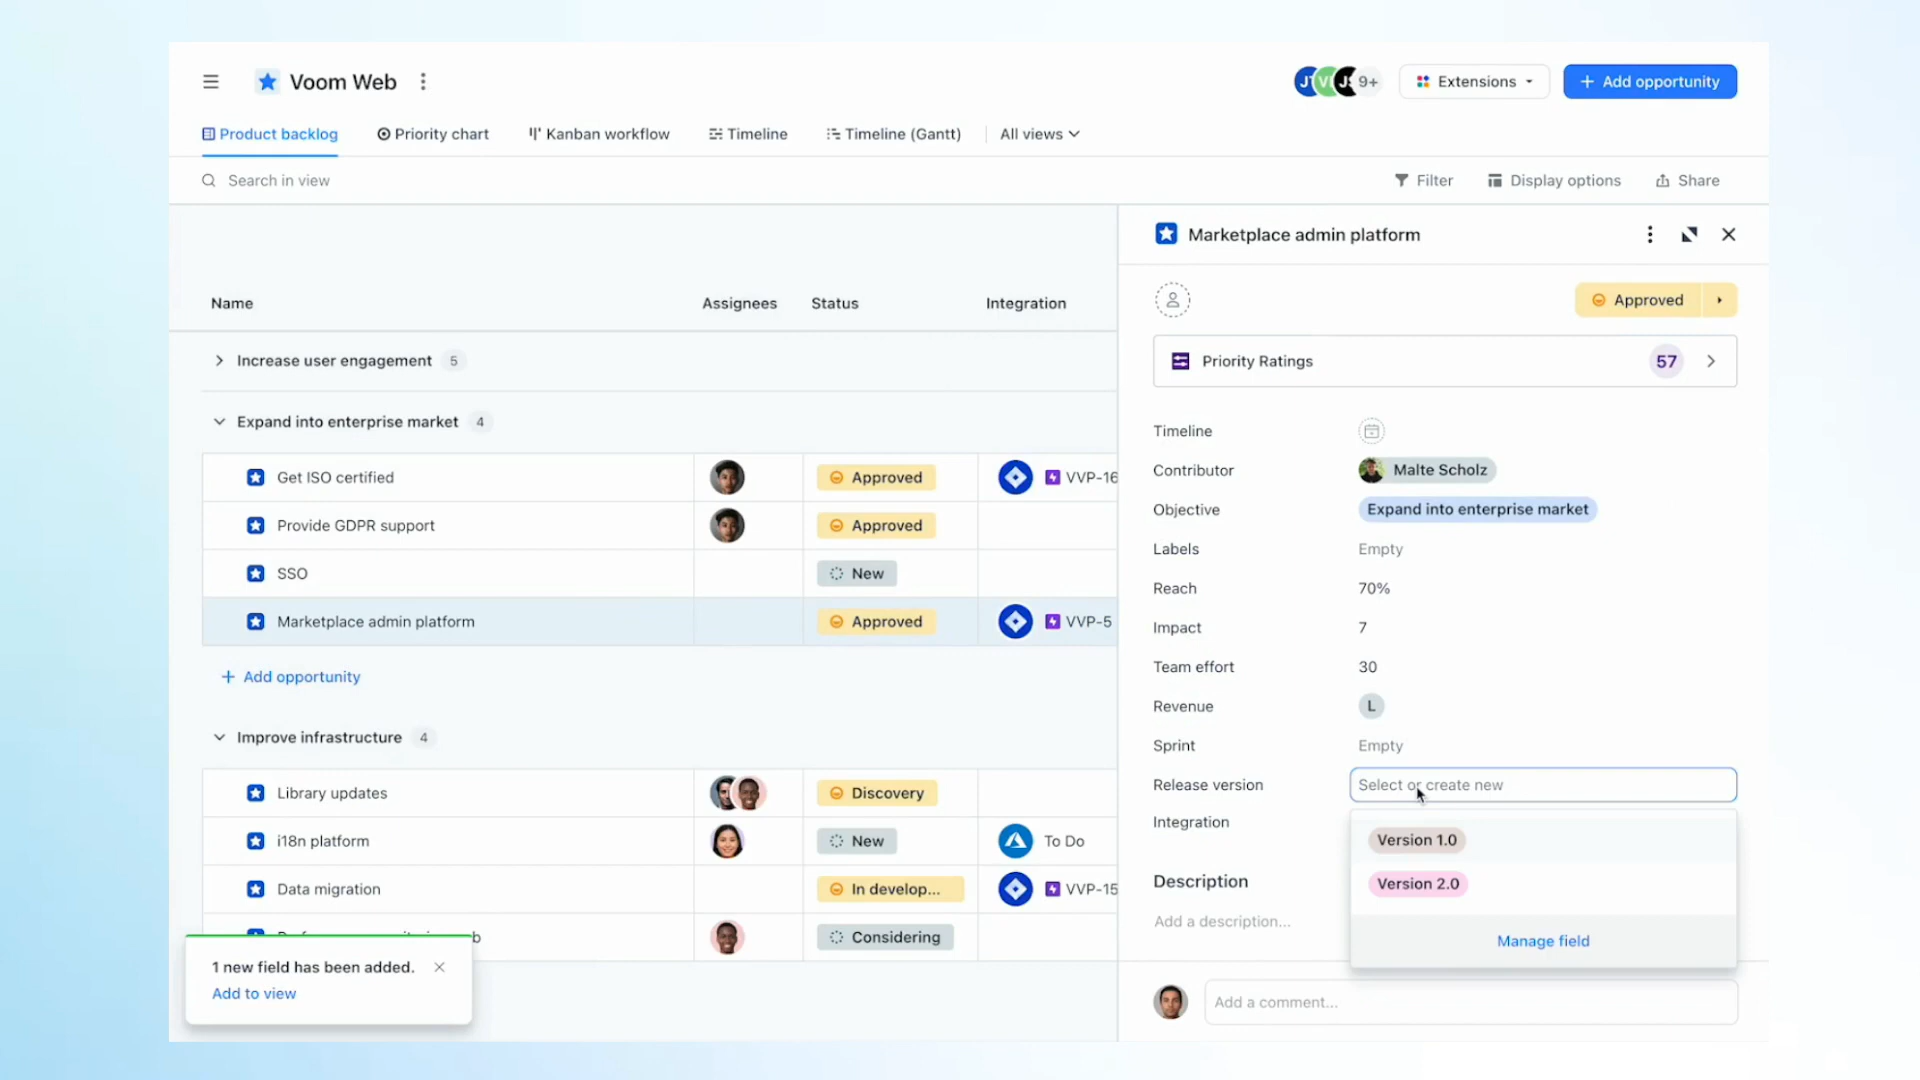 Voom Web
JT
VI
JS
9+
Extensions
+ Add opportunity
Product backlog
Priority chart
Kanban workflow
Timeline
Timeline (Gantt)
All views
Search in view
Filter
Display options
Share
Name
Assignees
Status
Integration
Increase user engagement 5
Expand into enterprise market 4
Get ISO certified Approved VVP-16
Provide GDPR support Approved
SSO New
Marketplace admin platform Approved VVP-5
+ Add opportunity
Improve infrastructure 4
Library updates Discovery
i18n platform New To Do
Data migration In develop... VVP-15
Considering
1 new field has been added.
Add to view
Marketplace admin platform
Approved
Priority Ratings 57
Timeline
Contributor Malte Scholz
Objective Expand into enterprise market
Labels Empty
Reach 70%
Impact 7
Team effort 30
Revenue L
Sprint Empty
Release version Select or create new
Integration
Version 1.0
Version 2.0
Manage field
Description
Add a description...
Add a comment...